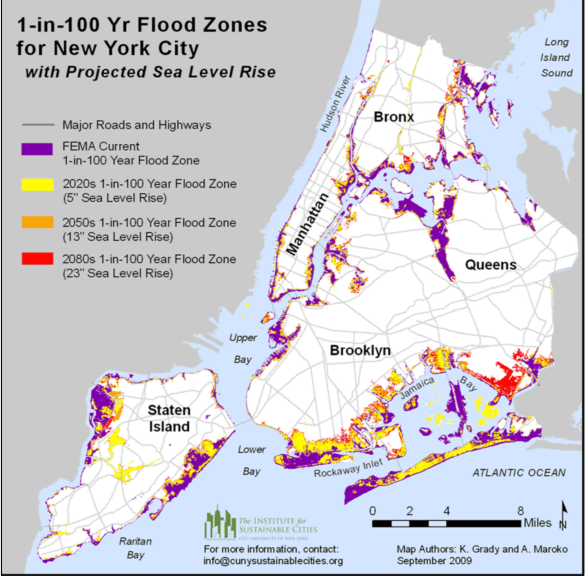 1-in-100 Yr Flood Zones
for New York City
with Projected Sea Level Rise
Major Roads and Highways
FEMA Current
1-in-100 Year Flood Zone
2020s 1-in-100 Year Flood Zone
(5" Sea Level Rise)
2050s 1-in-100 Year Flood Zone
(13" Sea Level Rise)
2080s 1-in-100 Year Flood Zone
(23" Sea Level Rise)
Long
Island
Sound
Hudson River
Bronx
Manhattan
Queens
Upper
Bay
Brooklyn
Jamaica
Bay
Staten
Island
Lower
Bay
Rockaway Inlet
ATLANTIC OCEAN
Raritan
Bay
The INSTITUTE for
SUSTAINABLE CITIES
CITY UNIVERSITY OF NEW YORK
For more information, contact:
info@cunysustainablecities.org
0 2 4 8
Miles
N
Map Authors: K. Grady and A. Maroko
September 2009